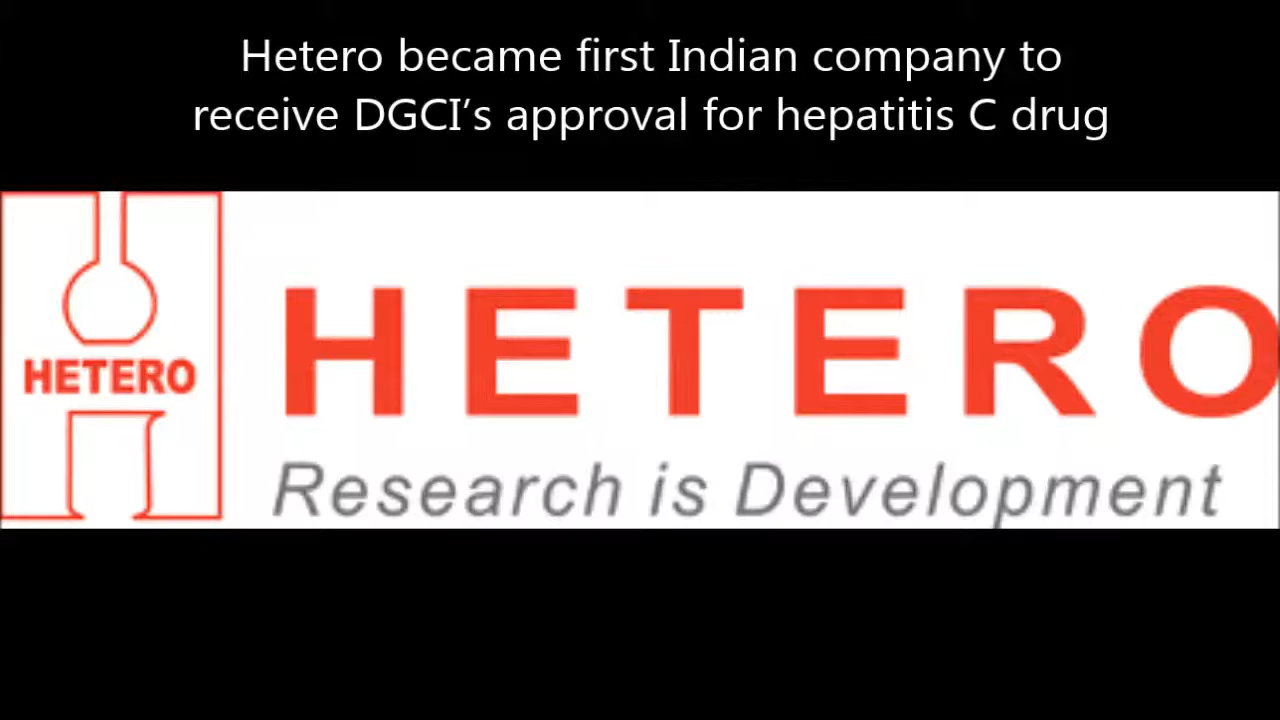 Hetero became first Indian company to
receive DGCI’s approval for hepatitis C drug
HETERO
HETERO
Research is Development